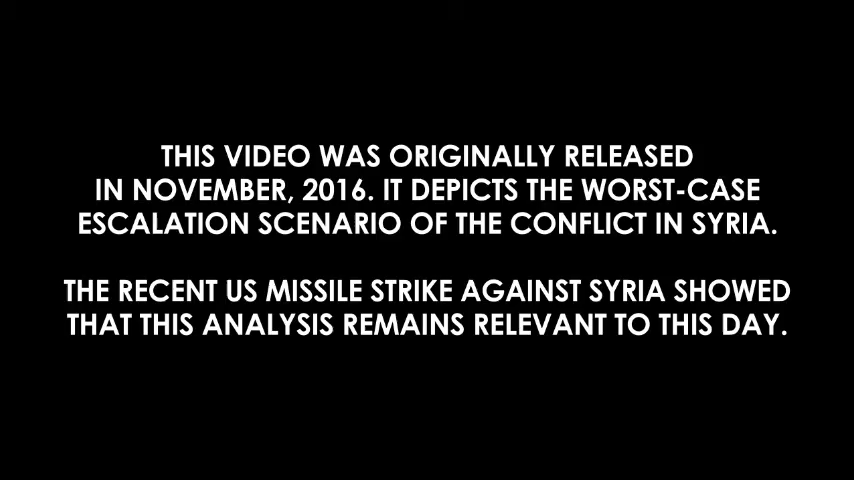 THIS VIDEO WAS ORIGINALLY RELEASED
IN NOVEMBER, 2016. IT DEPICTS THE WORST-CASE
ESCALATION SCENARIO OF THE CONFLICT IN SYRIA.
THE RECENT US MISSILE STRIKE AGAINST SYRIA SHOWED
THAT THIS ANALYSIS REMAINS RELEVANT TO THIS DAY.